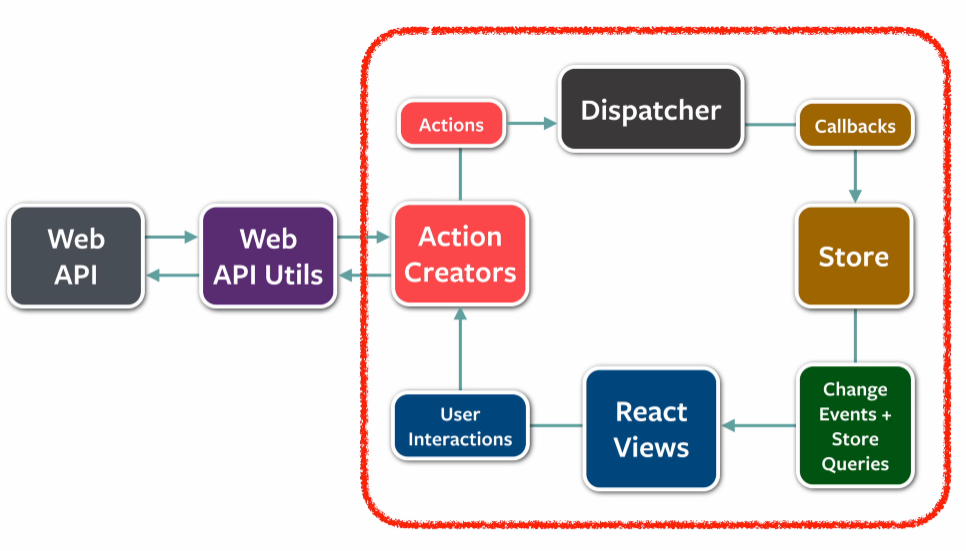 Actions
Dispatcher
Callbacks
Web
API
Web
API Utils
Action
Creators
Store
User
Interactions
React
Views
Change
Events +
Store
Queries